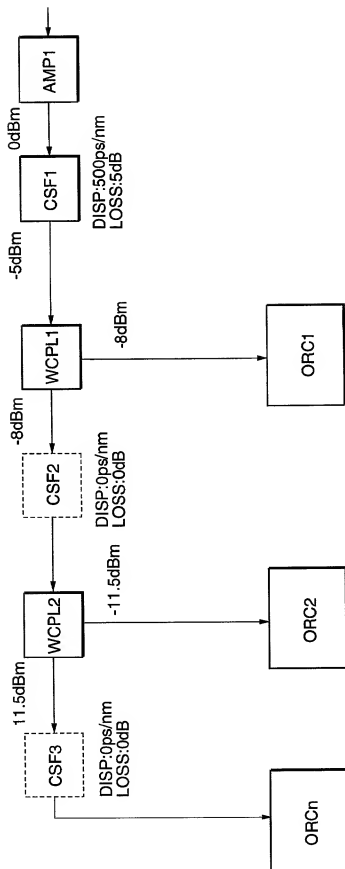 AMP1
0dBm
CSF1
DISP:500ps/nm
LOSS:5dB
-5dBm
WCPL1
-8dBm
ORC1
-8dBm
CSF2
DISP:0ps/nm
LOSS:0dB
WCPL2
-11.5dBm
ORC2
11.5dBm
CSF3
DISP:0ps/nm
LOSS:0dB
ORCn